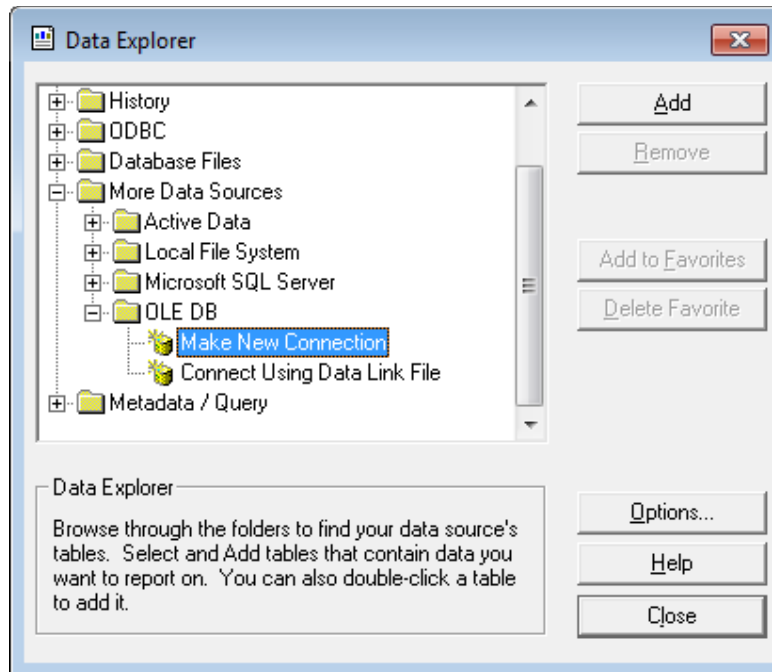 Data Explorer
History
ODBC
Database Files
More Data Sources
Active Data
Local File System
Microsoft SQL Server
OLE DB
Make New Connection
Connect Using Data Link File
Metadata / Query
Add
Remove
Add to Favorites
Delete Favorite
Data Explorer
Browse through the folders to find your data source's
tables.  Select and Add tables that contain data you
want to report on.  You can also double-click a table
to add it.
Options...
Help
Close